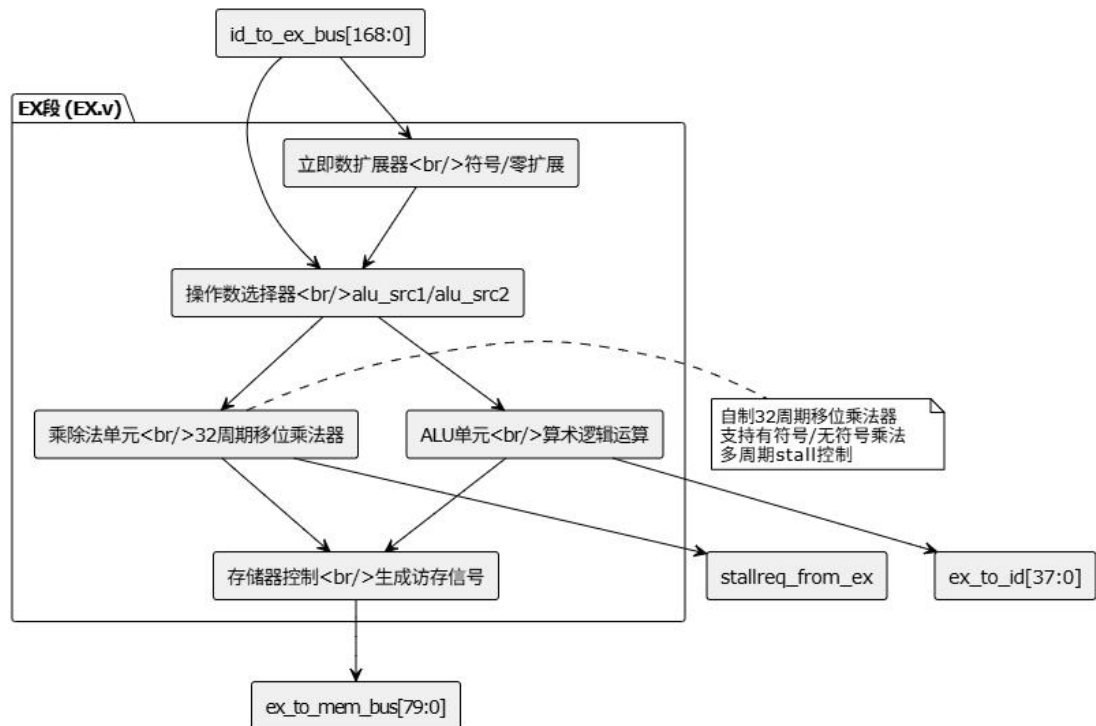 id_to_ex_bus[168:0]
EX段 (EX.v)
立即数扩展器<br/>符号/零扩展
操作数选择器<br/>alu_src1/alu_src2
乘除法单元<br/>32周期移位乘法器
ALU单元<br/>算术逻辑运算
自制32周期移位乘法器
支持有符号/无符号乘法
多周期stall控制
存储器控制<br/>生成访存信号
stallreq_from_ex
ex_to_id[37:0]
ex_to_mem_bus[79:0]